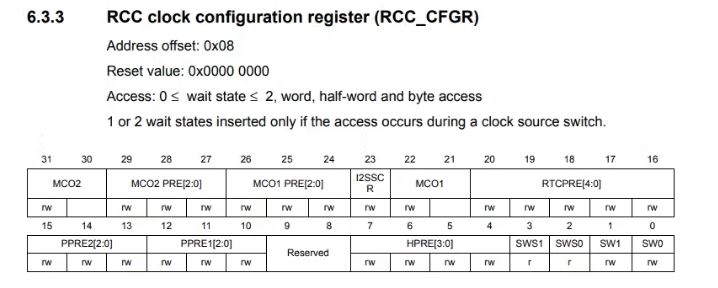 6.3.3 RCC clock configuration register (RCC_CFGR)
Address offset: 0x08
Reset value: 0x0000 0000
Access: 0 ≤ wait state ≤ 2, word, half-word and byte access
1 or 2 wait states inserted only if the access occurs during a clock source switch.
31 30 29 28 27 26 25 24 23 22 21 20 19 18 17 16
MCO2 MCO2 PRE[2:0] MCO1 PRE[2:0] I2SSC R MCO1 RTCPRE[4:0]
rw rw rw rw rw rw rw rw rw rw rw rw rw rw
15 14 13 12 11 10 9 8 7 6 5 4 3 2 1 0
PPRE2[2:0] PPRE1[2:0] Reserved HPRE[3:0] SWS1 SWS0 SW1 SW0
rw rw rw rw rw rw rw rw rw rw r r rw rw